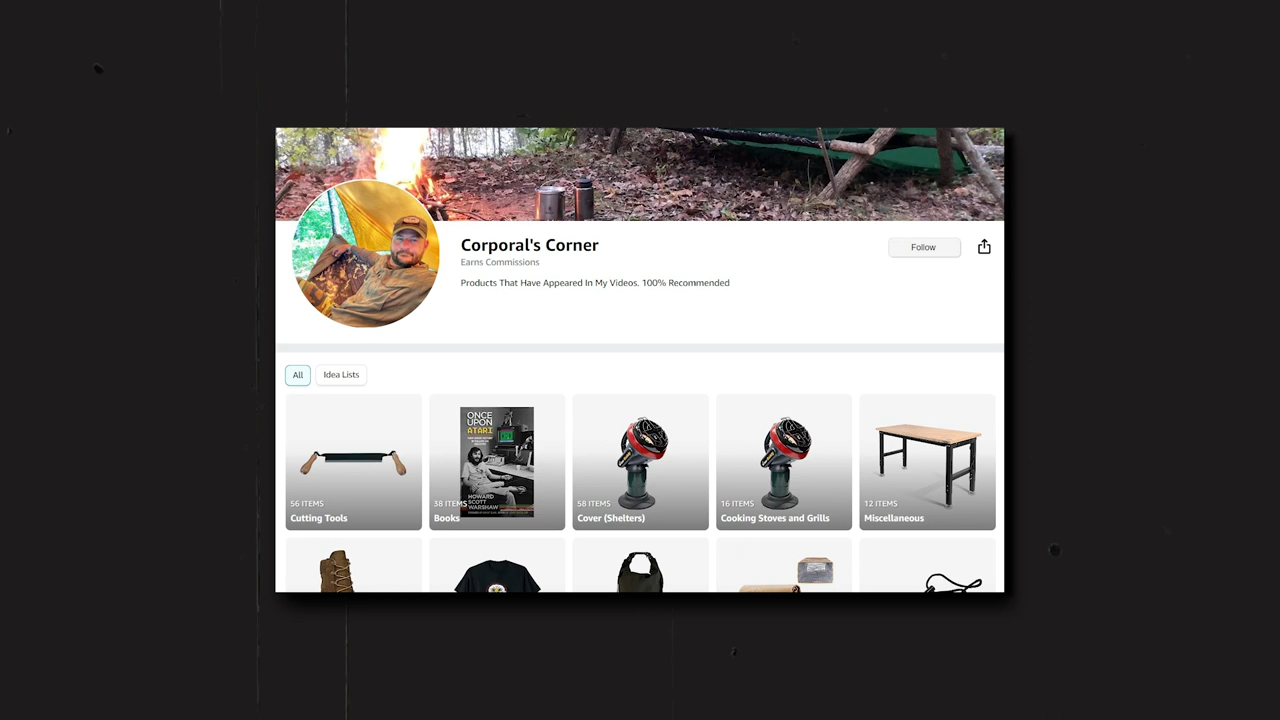 Corporal's Corner
Earns Commissions
Products That Have Appeared In My Videos. 100% Recommended
Follow
All
Idea Lists
ONCE
UPON
ATARI
HOWARD
SCOTT
WARSHAW
56 ITEMS
Cutting Tools
38 ITEMS
Books
58 ITEMS
Cover (Shelters)
16 ITEMS
Cooking Stoves and Grills
12 ITEMS
Miscellaneous